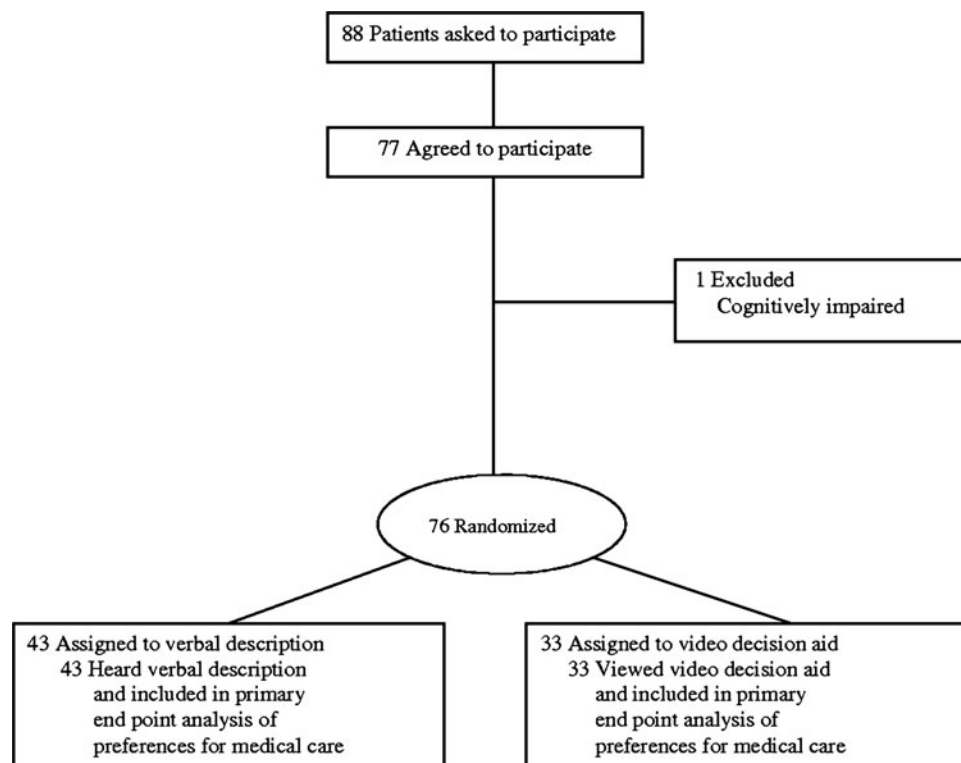 88 Patients asked to participate
77 Agreed to participate
1 Excluded
Cognitively impaired
76 Randomized
43 Assigned to verbal description
43 Heard verbal description
and included in primary
end point analysis of
preferences for medical care
33 Assigned to video decision aid
33 Viewed video decision aid
and included in primary
end point analysis of
preferences for medical care